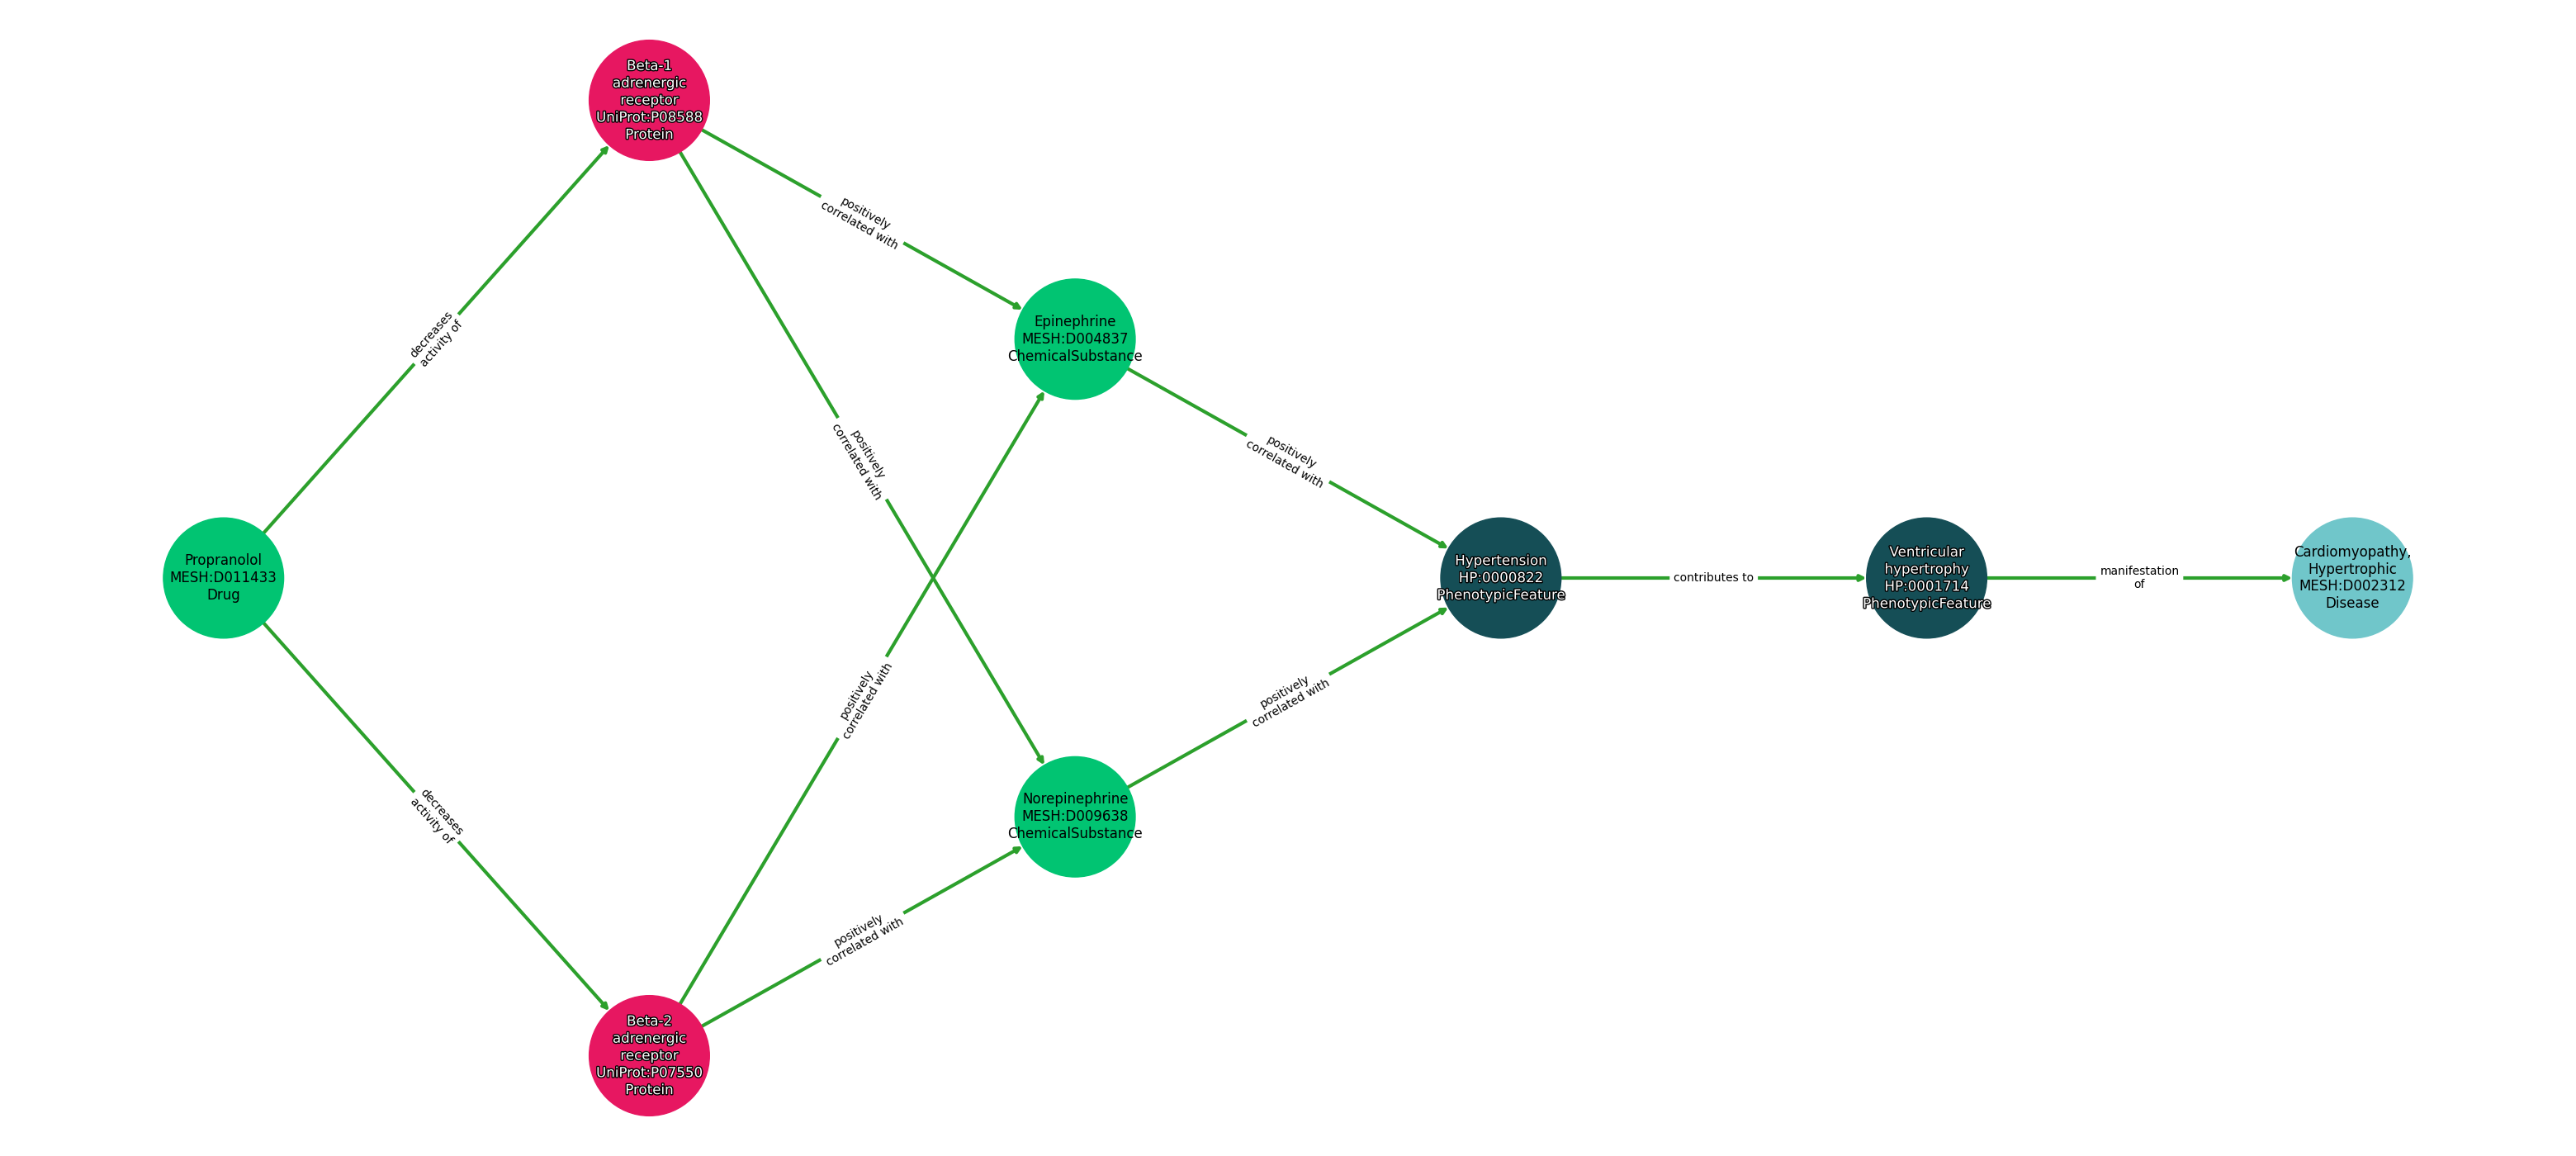 Beta-1
adrenergic
receptor
UniProt:P08588
Protein
positively
correlated with
Epinephrine
MESH:D004837
ChemicalSubstance
decreases
activity of
positively
correlated with
positively
correlated with
Propranolol
MESH:D011433
Drug
Hypertension
HP:0000822
PhenotypicFeature
contributes to
Ventricular
hypertrophy
HP:0001714
PhenotypicFeature
manifestation
of
Cardiomyopathy,
Hypertrophic
MESH:D002312
Disease
positively
correlated with
positively
correlated with
decreases
activity of
Norepinephrine
MESH:D009638
ChemicalSubstance
positively
correlated with
Beta-2
adrenergic
receptor
UniProt:P07550
Protein